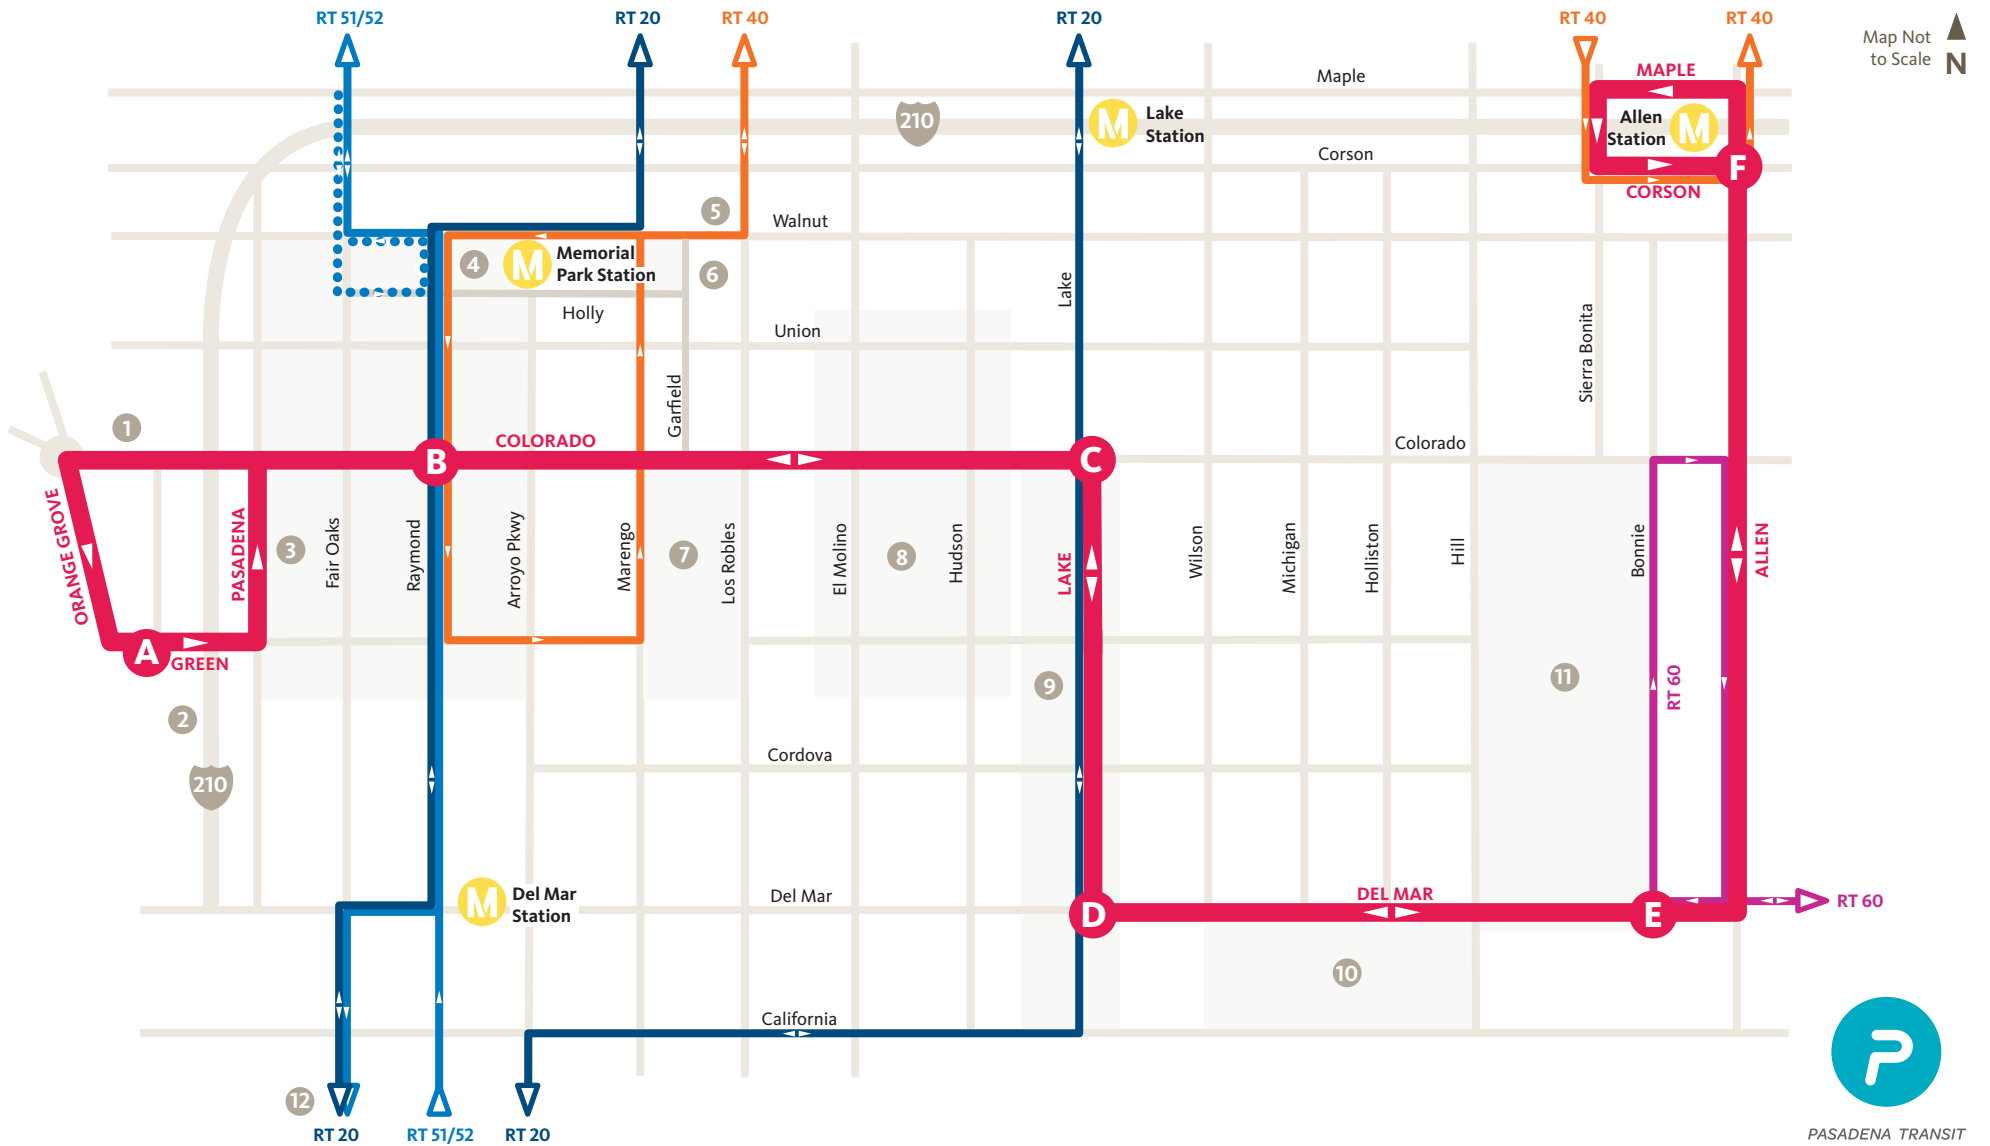 RT 51/52
RT 20
RT 40
RT 20
RT 40
RT 40
Map Not
to Scale
N
Maple
MAPLE
210
M
Lake
Station
Allen
Station
M
Corson
F
CORSON
5
Walnut
4
M
Memorial
Park Station
6
Holly
Lake
Union
Sierra Bonita
Garfield
1
COLORADO
B
C
Colorado
ORANGE GROVE
PASADENA
3
Fair Oaks
Raymond
Arroyo Pkwy
Marengo
7
Los Robles
El Molino
8
Hudson
LAKE
Wilson
Michigan
Holliston
Hill
Bonnie
ALLEN
A
GREEN
2
9
11
RT 60
Cordova
210
M
Del Mar
Station
Del Mar
D
DEL MAR
E
RT 60
10
California
12
RT 20
RT 51/52
RT 20
P
PASADENA TRANSIT